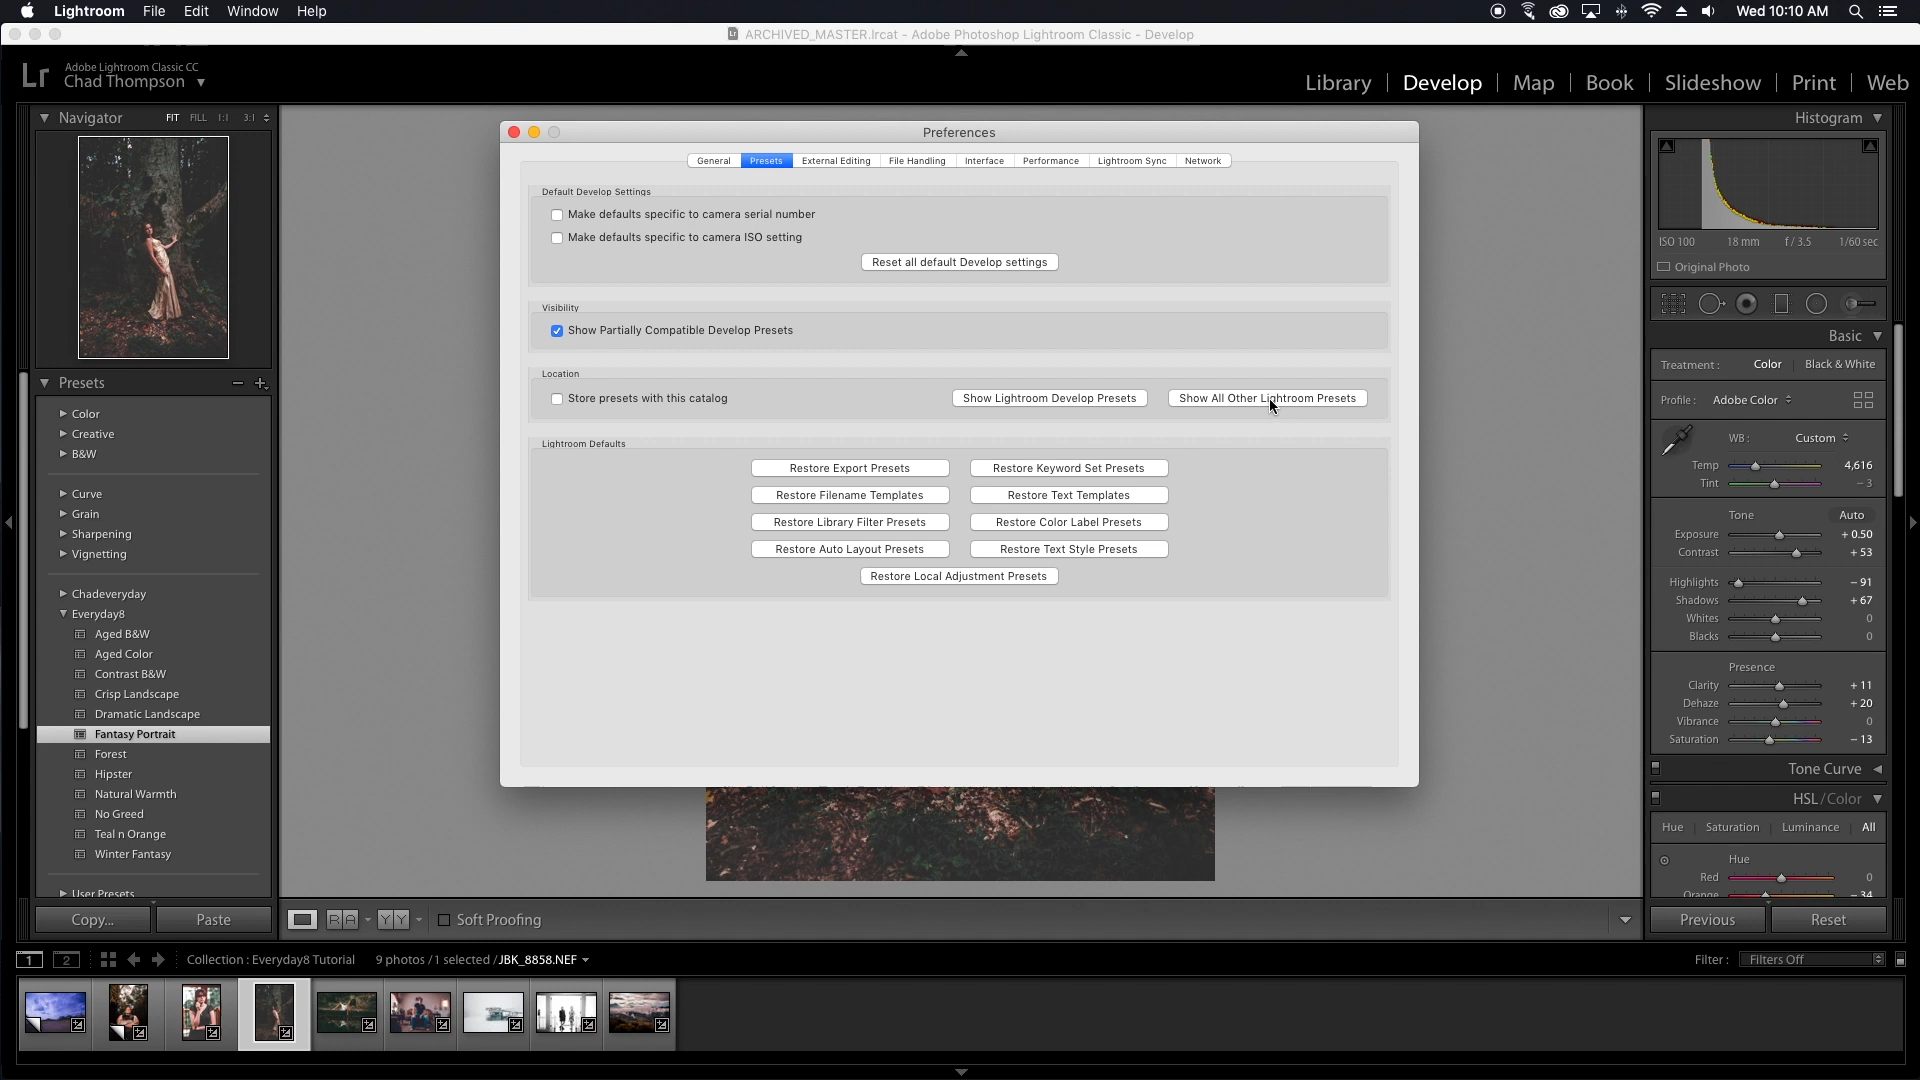 Lightroom File Edit Window Help Wed 10:10 AM
ARCHIVED_MASTER.lrcat - Adobe Photoshop Lightroom Classic - Develop
Lr Adobe Lightroom Classic CC
Chad Thompson
Library | Develop | Map | Book | Slideshow | Print | Web
Navigator FIT FILL 1:1 3:1
Presets
Color
Creative
B&W
Curve
Grain
Sharpening
Vignetting
Chadeveryday
Everyday8
Aged B&W
Aged Color
Contrast B&W
Crisp Landscape
Dramatic Landscape
Fantasy Portrait
Forest
Hipster
Natural Warmth
No Greed
Teal n Orange
Winter Fantasy
User Presets
Copy... Paste
Preferences
General Presets External Editing File Handling Interface Performance Lightroom Sync Network
Default Develop Settings
Make defaults specific to camera serial number
Make defaults specific to camera ISO setting
Reset all default Develop settings
Visibility
Show Partially Compatible Develop Presets
Location
Store presets with this catalog Show Lightroom Develop Presets Show All Other Lightroom Presets
Lightroom Defaults
Restore Export Presets Restore Keyword Set Presets
Restore Filename Templates Restore Text Templates
Restore Library Filter Presets Restore Color Label Presets
Restore Auto Layout Presets Restore Text Style Presets
Restore Local Adjustment Presets
Histogram
ISO 100 18 mm f / 3.5 1/60 sec
Original Photo
Basic
Treatment : Color | Black & White
Profile : Adobe Color
WB : Custom
Temp 4,616
Tint - 3
Tone Auto
Exposure + 0.50
Contrast + 53
Highlights - 91
Shadows + 67
Whites 0
Blacks 0
Presence
Clarity + 11
Dehaze + 20
Vibrance 0
Saturation - 13
Tone Curve
HSL / Color
Hue | Saturation | Luminance | All
Hue
Red 0
Orange - 34
Previous Reset
R A Y Y Soft Proofing
1 2 Collection : Everyday8 Tutorial 9 photos / 1 selected / JBK_8858.NEF Filter : Filters Off